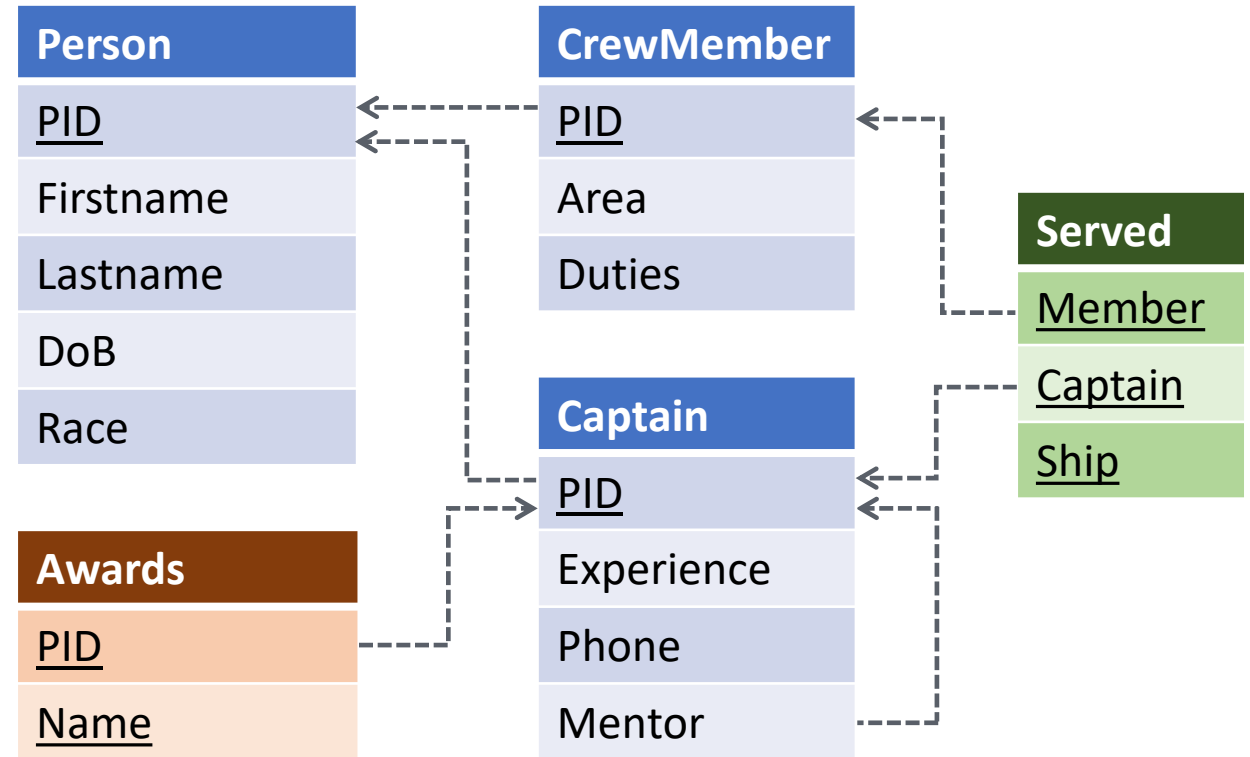 Person
PID
Firstname
Lastname
DoB
Race
CrewMember
PID
Area
Duties
Served
Member
Captain
Ship
Captain
PID
Experience
Phone
Mentor
Awards
PID
Name